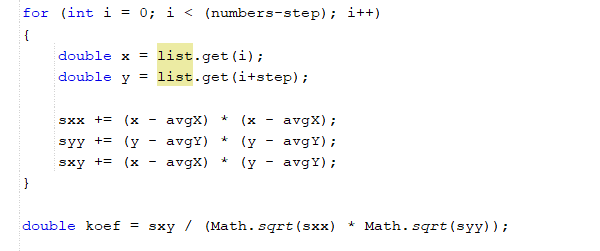 for (int i = 0; i < (numbers-step); i++)
{
    double x = list.get(i);
    double y = list.get(i+step);

    sxx += (x - avgX) * (x - avgX);
    syy += (y - avgY) * (y - avgY);
    sxy += (x - avgX) * (y - avgY);
}

double koef = sxy / (Math.sqrt(sxx) * Math.sqrt(syy));